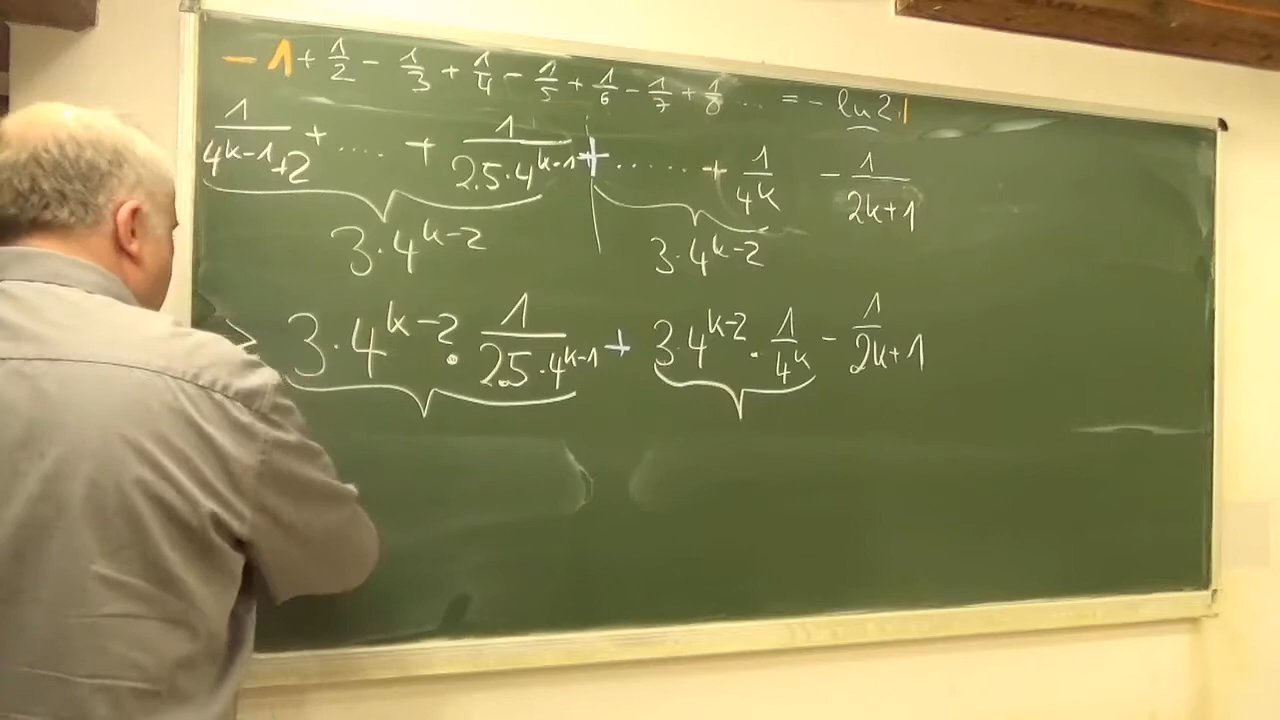 -1 + 1/2 - 1/3 + 1/4 - 1/5 + 1/6 - 1/7 + 1/8 ... = - ln 2.1
1/(4^(k-1)+2) + .... + 1/(2.5·4^(k-1)) + ...... + 1/4^k - 1/(2k+1)
3·4^(k-2) 3·4^(k-2)
> 3·4^(k-2) · 1/(2.5·4^(k-1)) + 3·4^(k-2) · 1/4^k - 1/(2k+1)